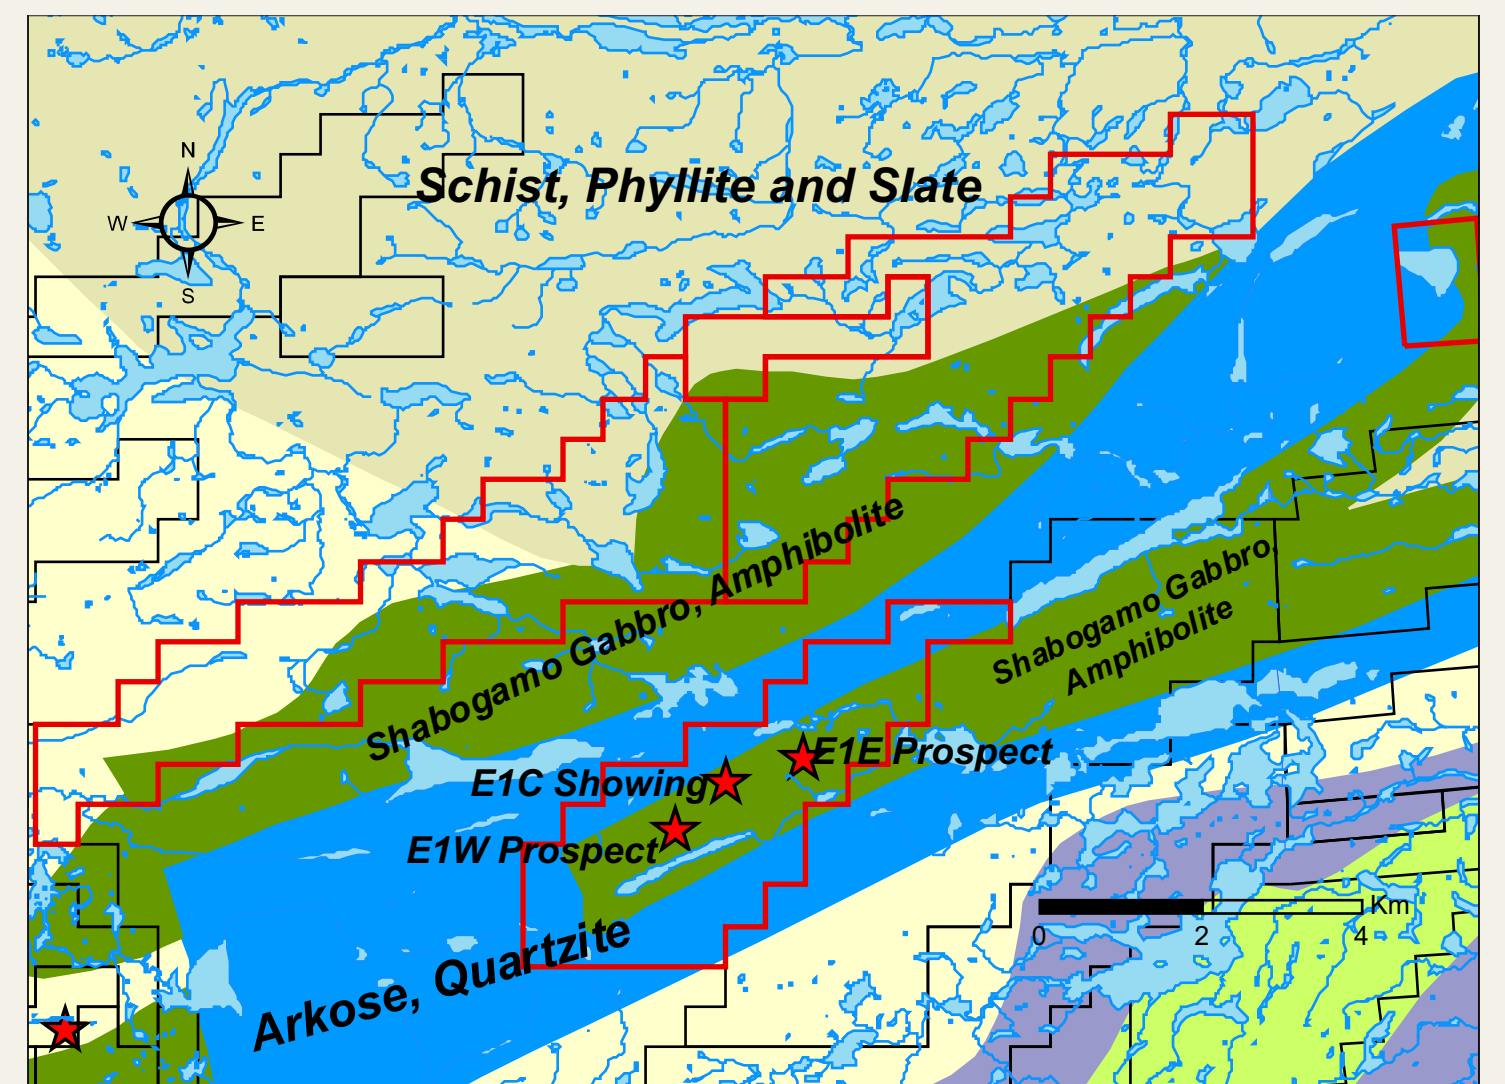 N
W
E
S
Schist, Phyllite and Slate
Shabogamo Gabbro, Amphibolite
Shabogamo Gabbro,
Amphibolite
E1E Prospect
E1C Showing
E1W Prospect
Arkose, Quartzite
Km
0
2
4